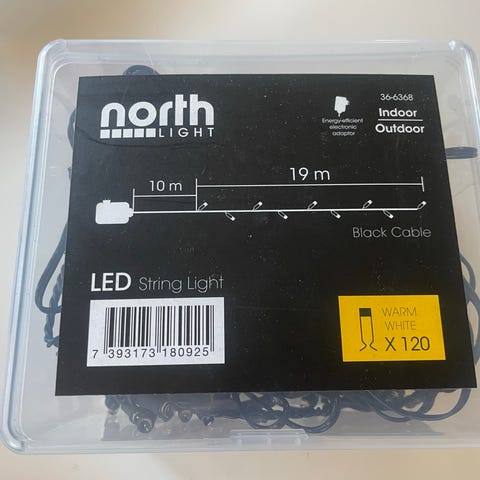 north
LIGHT
Energy-efficient
electronic
adaptor
36-6368
Indoor
Outdoor
10 m
19 m
Black Cable
LED String Light
7 393173 180925
WARM
WHITE
X 120